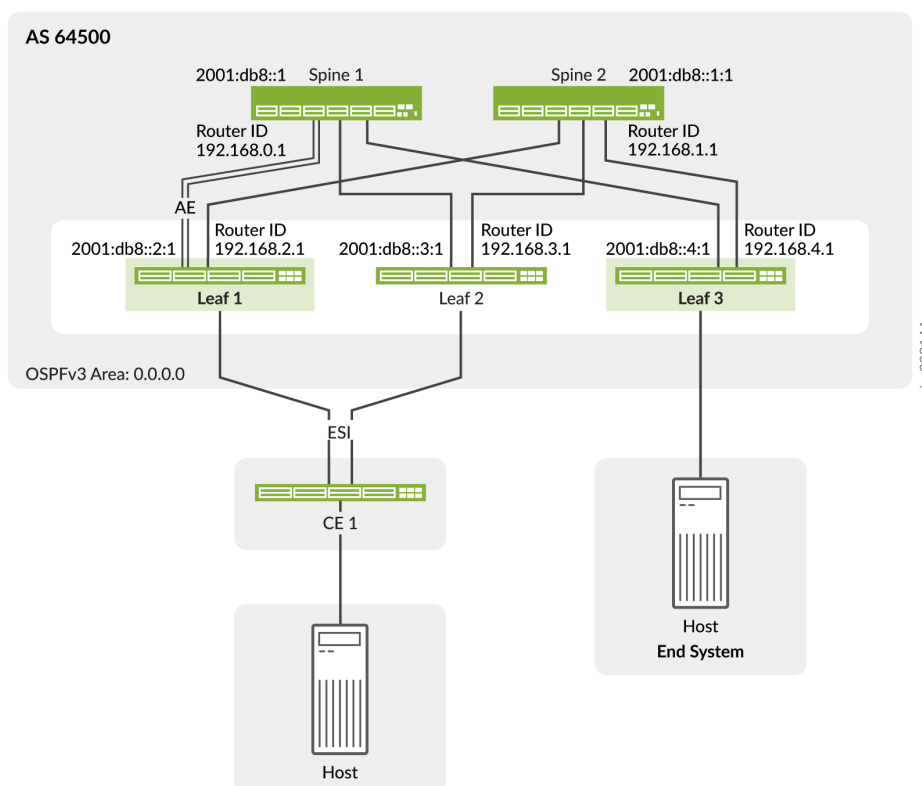 AS 64500
2001:db8::1 Spine 1
Spine 2 2001:db8::1:1
Router ID
192.168.0.1
Router ID
192.168.1.1
AE
2001:db8::2:1
Router ID
192.168.2.1
Leaf 1
2001:db8::3:1
Router ID
192.168.3.1
Leaf 2
2001:db8::4:1
Router ID
192.168.4.1
Leaf 3
OSPFv3 Area: 0.0.0.0
ESI
CE 1
Host
End System
Host